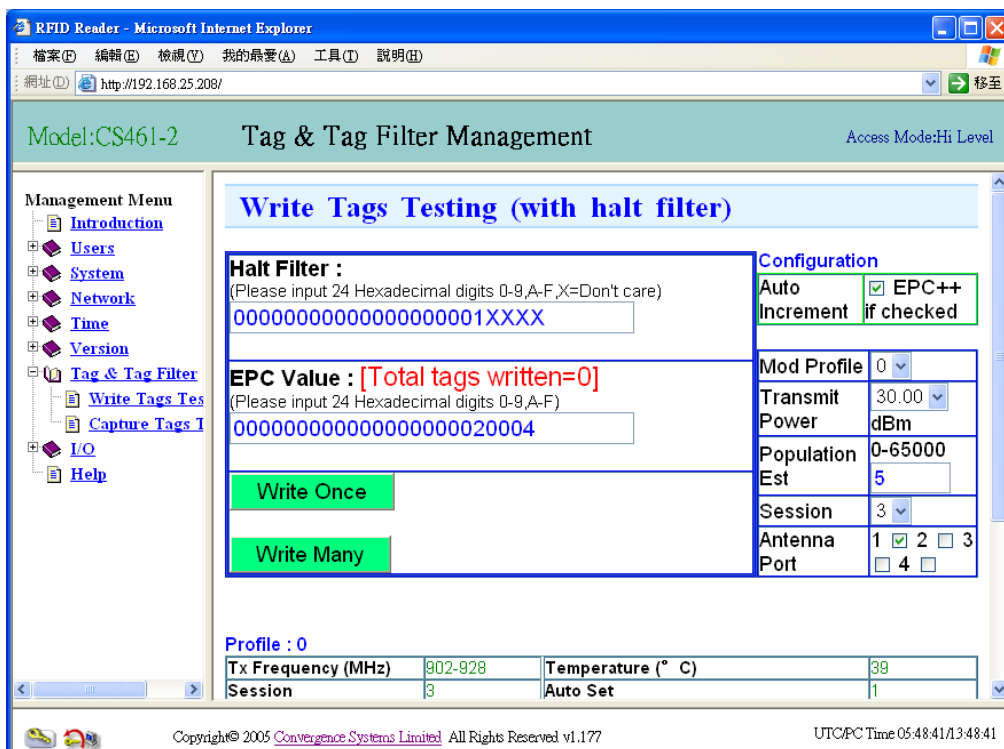 RFID Reader - Microsoft Internet Explorer
檔案(F) 編輯(E) 檢視(V) 我的最愛(A) 工具(T) 說明(H)
網址(D) http://192.168.25.208/ 移至
Model:CS461-2 Tag & Tag Filter Management Access Mode:Hi Level
Management Menu
Introduction
Users
System
Network
Time
Version
Tag & Tag Filter
Write Tags Tes
Capture Tags T
I/O
Help
Write Tags Testing (with halt filter)
Halt Filter :
(Please input 24 Hexadecimal digits 0-9,A-F,X=Don't care)
00000000000000000001XXXX
EPC Value : [Total tags written=0]
(Please input 24 Hexadecimal digits 0-9,A-F)
000000000000000000020004
Write Once
Write Many
Configuration
Auto Increment EPC++ if checked
Mod Profile 0
Transmit Power 30.00 dBm
Population Est 0-65000
5
Session 3
Antenna Port 1 2 3 4
Profile : 0
Tx Frequency (MHz) 902-928 Temperature (° C) 39
Session 3 Auto Set 1
Copyright© 2005 Convergence Systems Limited All Rights Reserved v1.177 UTC/PC Time 05:48:41/13:48:41